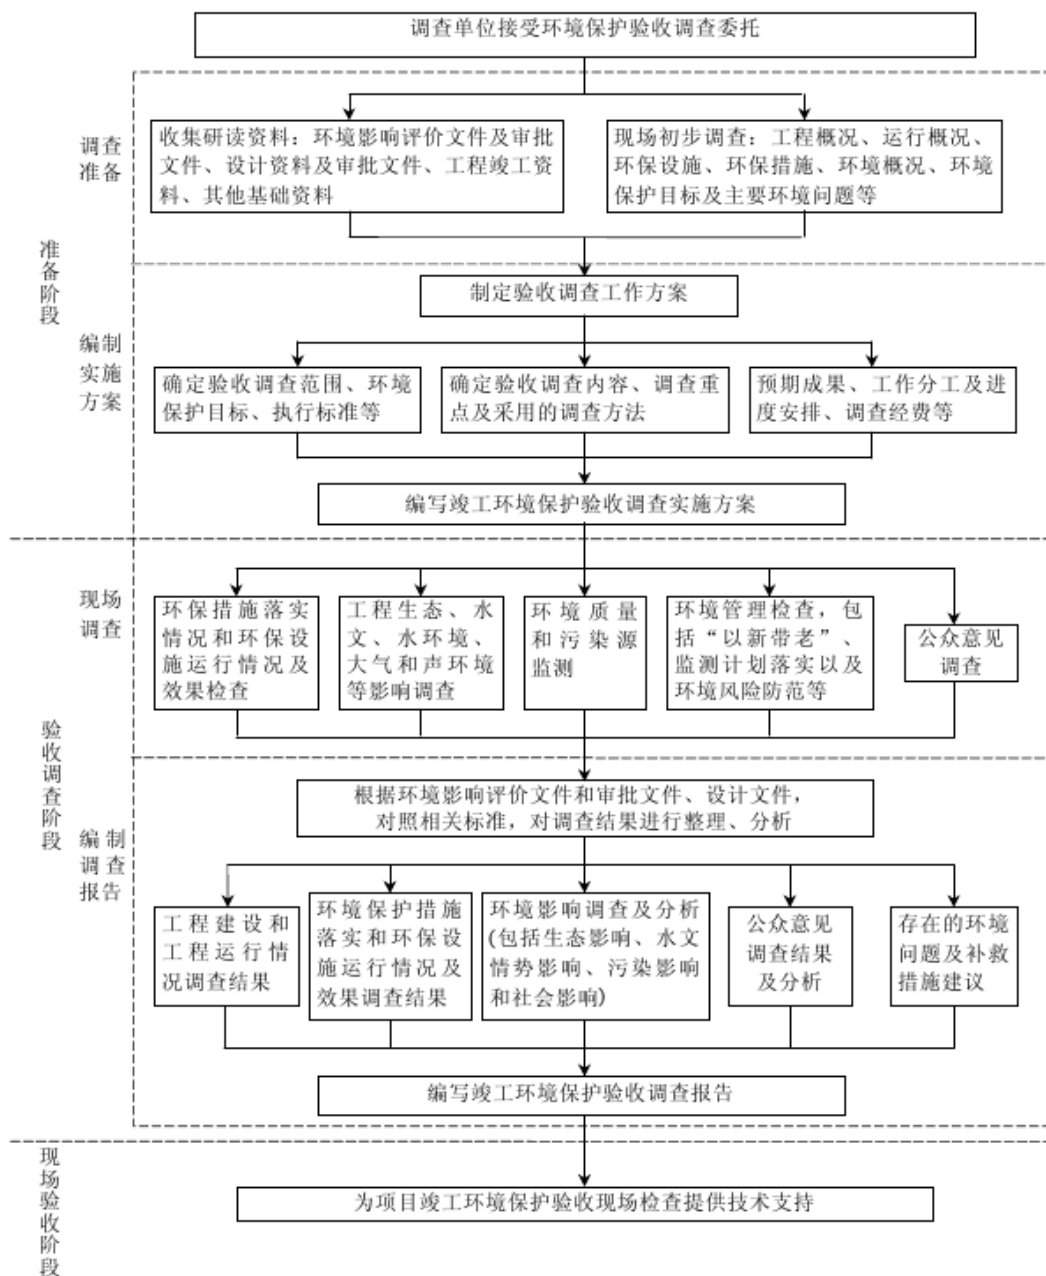 调查单位接受环境保护验收调查委托
准备阶段
调查
准备
收集研读资料：环境影响评价文件及审批
文件、设计资料及审批文件、工程竣工资
料、其他基础资料
现场初步调查：工程概况、运行概况、
环保设施、环保措施、环境概况、环境
保护目标及主要环境问题等
编制
实施
方案
制定验收调查工作方案
确定验收调查范围、环境
保护目标、执行标准等
确定验收调查内容、调查重
点及采用的调查方法
预期成果、工作分工及进
度安排、调查经费等
编写竣工环境保护验收调查实施方案
验收调查阶段
现场
调查
环保措施落实
情况和环保设
施运行情况及
效果检查
工程生态、水
文、水环境、
大气和声环境
等影响调查
环境质量
和污染源
监测
环境管理检查，包
括“以新带老”、
监测计划落实以及
环境风险防范等
公众意见
调查
编制
调查
报告
根据环境影响评价文件和审批文件、设计文件，
对照相关标准，对调查结果进行整理、分析
工程建设和
工程运行情
况调查结果
环境保护措施
落实和环保设
施运行情况及
效果调查结果
环境影响调查及分析
(包括生态影响、水文
情势影响、污染影响
和社会影响)
公众意见
调查结果
及分析
存在的环境
问题及补救
措施建议
编写竣工环境保护验收调查报告
现场验收阶段
为项目竣工环境保护验收现场检查提供技术支持